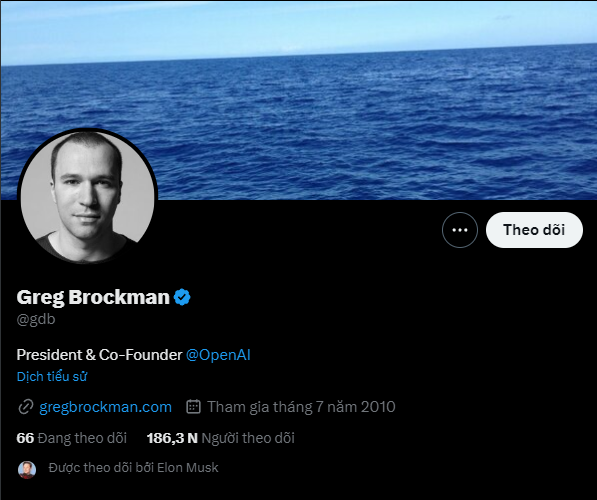 Theo dõi
Greg Brockman
@gdb
President & Co-Founder @OpenAI
Dịch tiểu sử
gregbrockman.com Tham gia tháng 7 năm 2010
66 Đang theo dõi 186,3 N Người theo dõi
Được theo dõi bởi Elon Musk